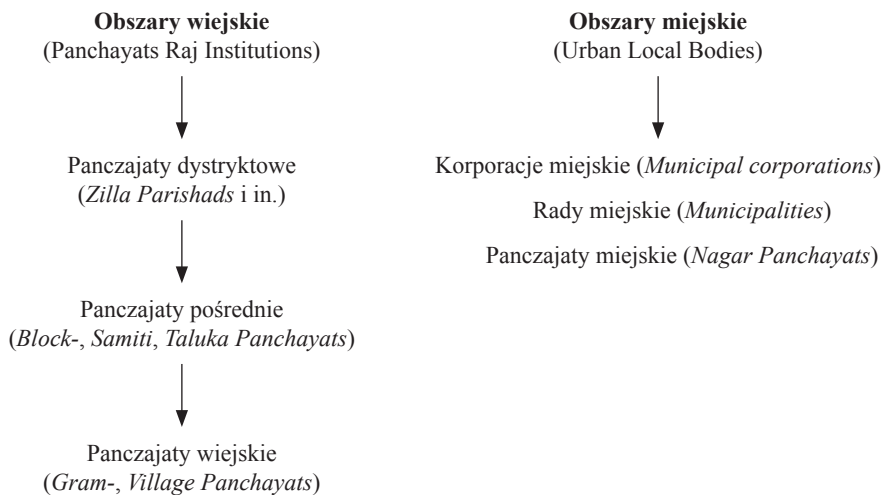 Obszary wiejskie
(Panchayats Raj Institutions)
Panczajaty dystryktowe
(Zilla Parishads i in.)
Panczajaty pośrednie
(Block-, Samiti, Taluka Panchayats)
Panczajaty wiejskie
(Gram-, Village Panchayats)
Obszary miejskie
(Urban Local Bodies)
Korporacje miejskie (Municipal corporations)
Rady miejskie (Municipalities)
Panczajaty miejskie (Nagar Panchayats)